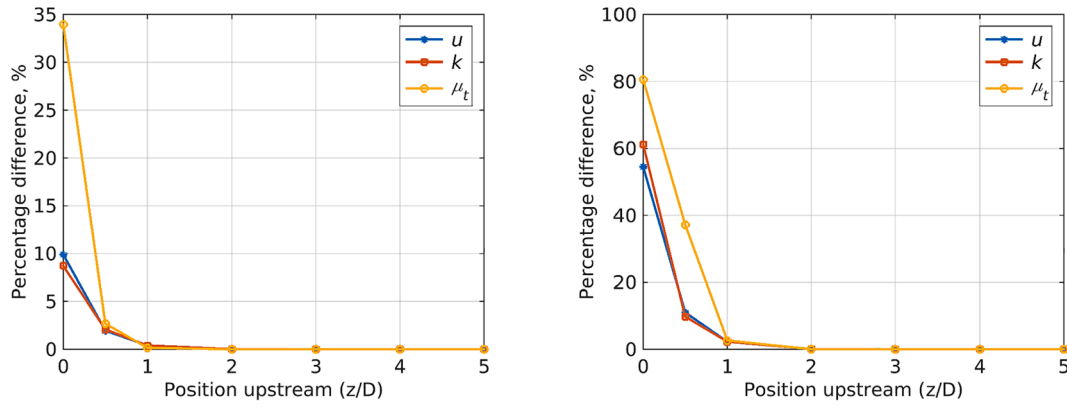 35
30
25
20
15
10
5
0
Percentage difference, %
u
k
μt
0 1 2 3 4 5
Position upstream (z/D)
100
80
60
40
20
0
Percentage difference, %
u
k
μt
0 1 2 3 4 5
Position upstream (z/D)